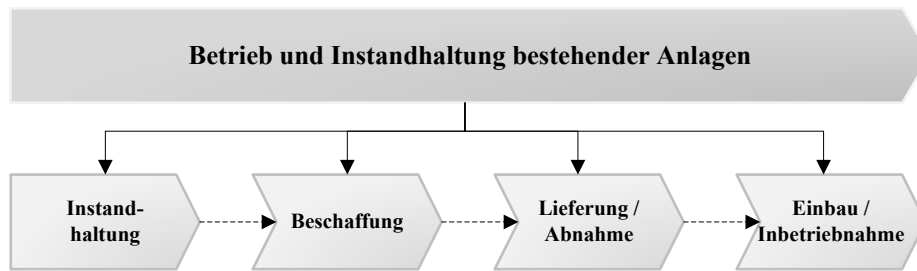 Betrieb und Instandhaltung bestehender Anlagen
Instand-
haltung
Beschaffung
Lieferung /
Abnahme
Einbau /
Inbetriebnahme